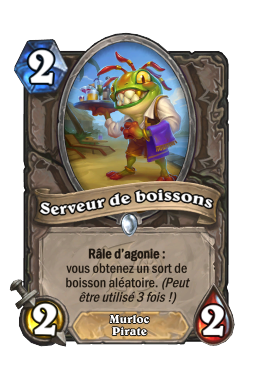 2
Serveur de boissons
Râle d'agonie :
vous obtenez un sort de
boisson aléatoire. (Peut
être utilisé 3 fois !)
2
Murloc
Pirate
2